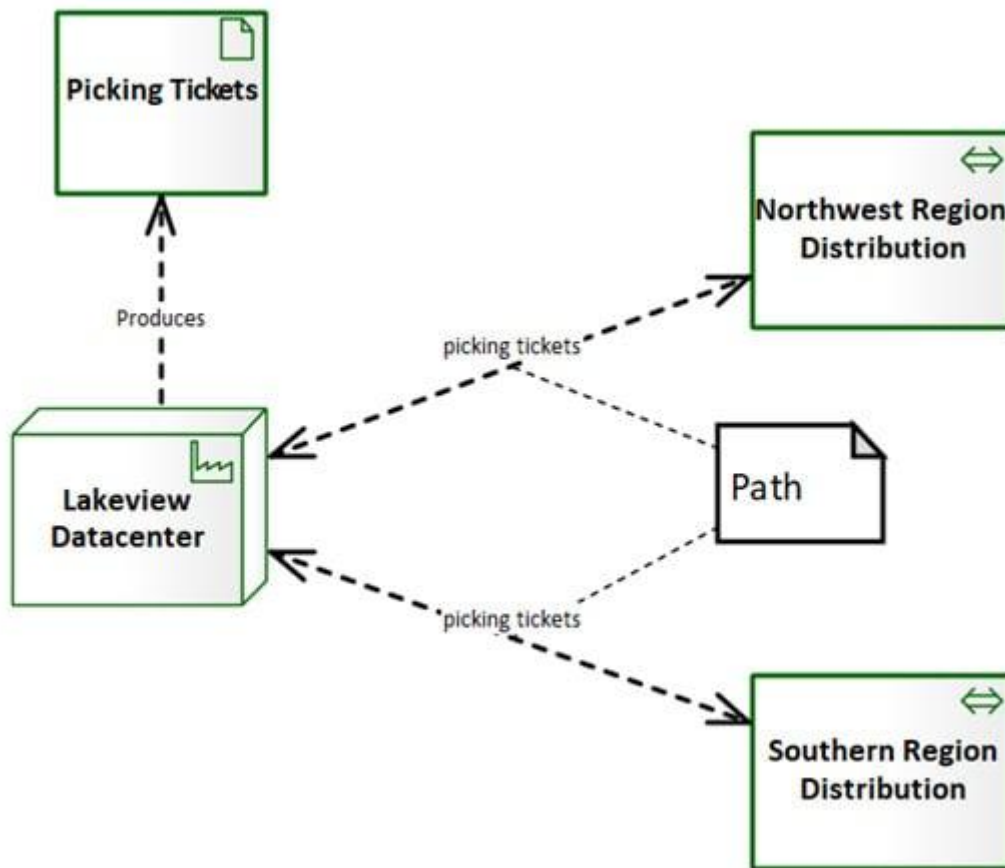 Picking Tickets
Northwest Region
Distribution
Produces
picking tickets
Path
Lakeview
Datacenter
picking tickets
Southern Region
Distribution